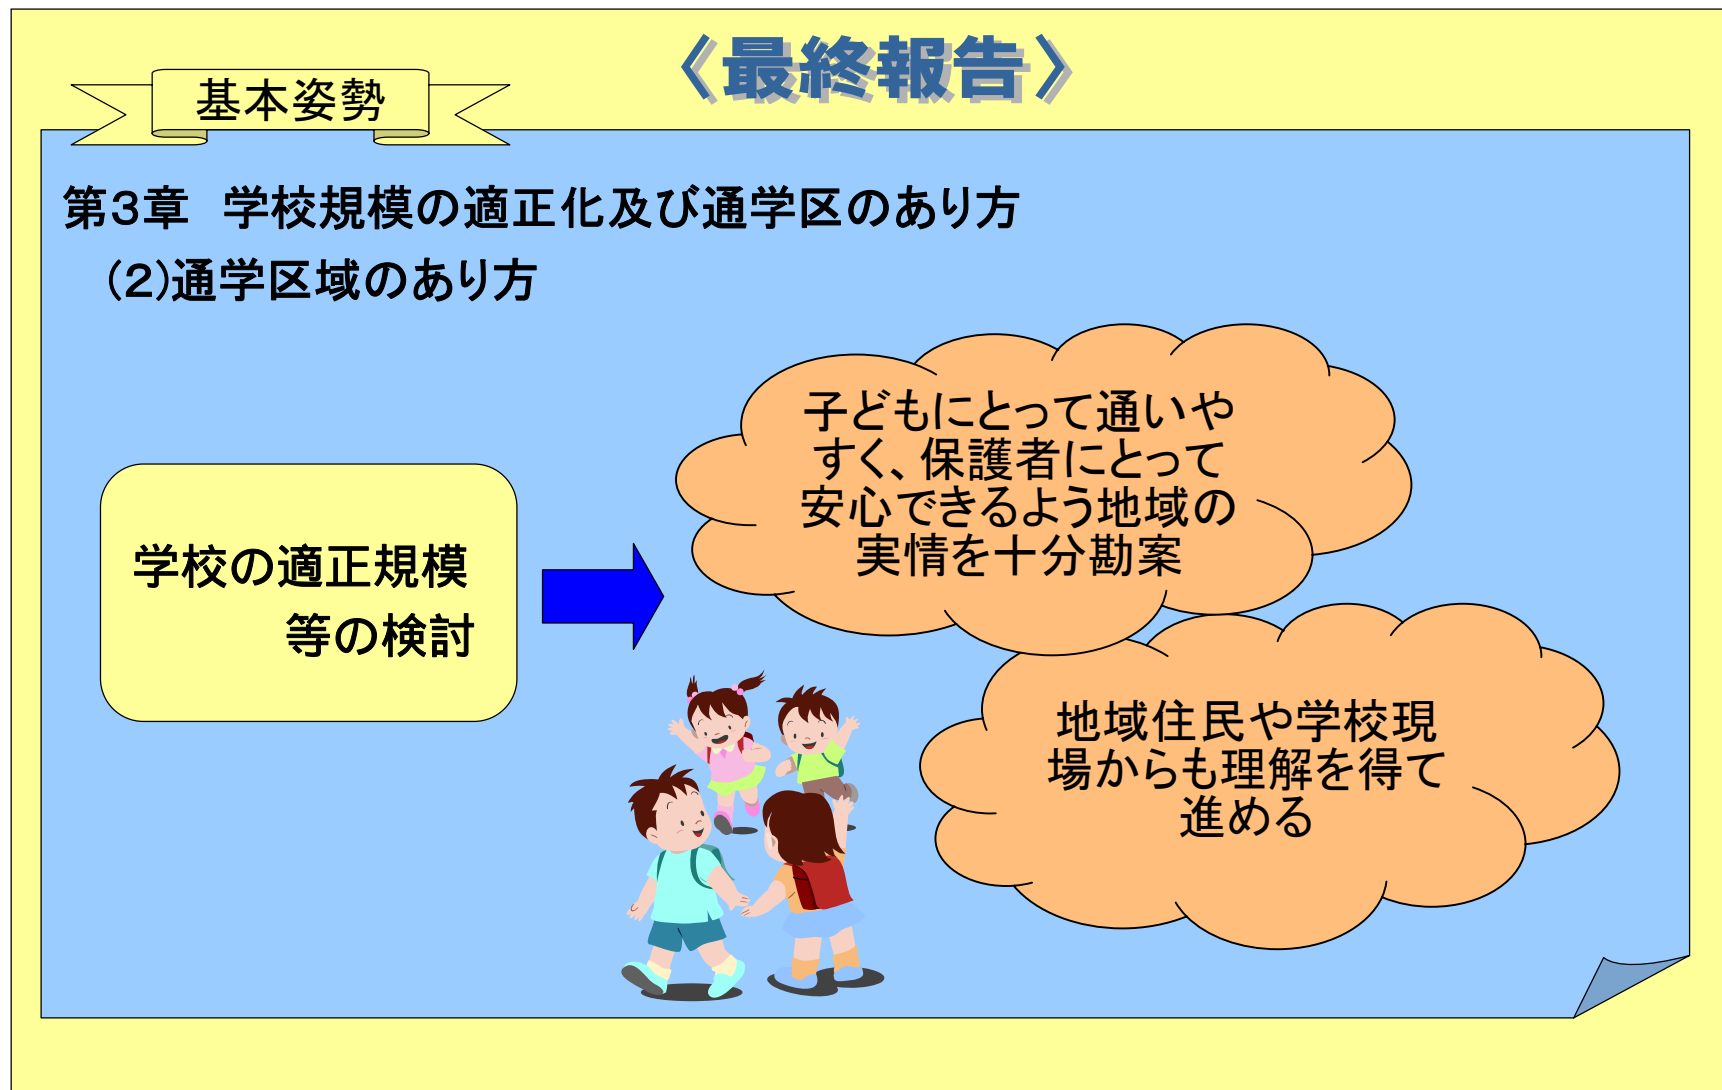 〈最終報告〉
基本姿勢
第３章　学校規模の適正化及び通学区のあり方
(２)通学区域のあり方
学校の適正規模
等の検討
子どもにとって通いや
すく、保護者にとって
安心できるよう地域の
実情を十分勘案
地域住民や学校現
場からも理解を得て
進める